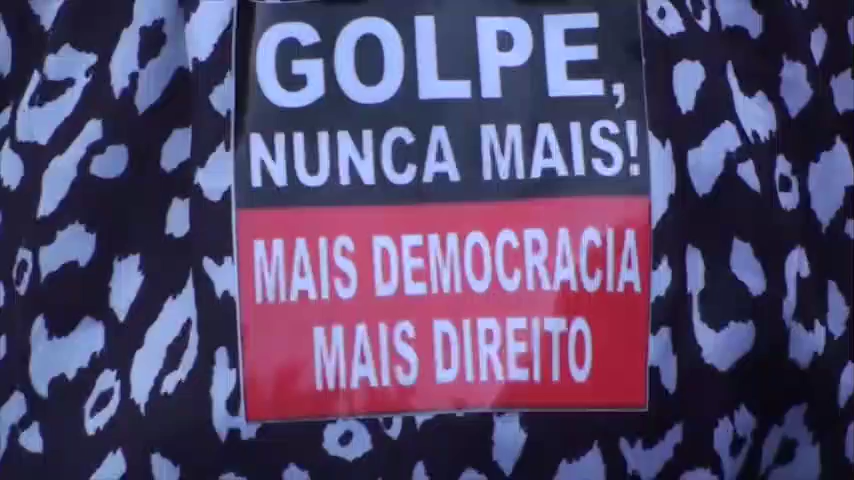 GOLPE,
NUNCA MAIS!
MAIS DEMOCRACIA
MAIS DIREITO